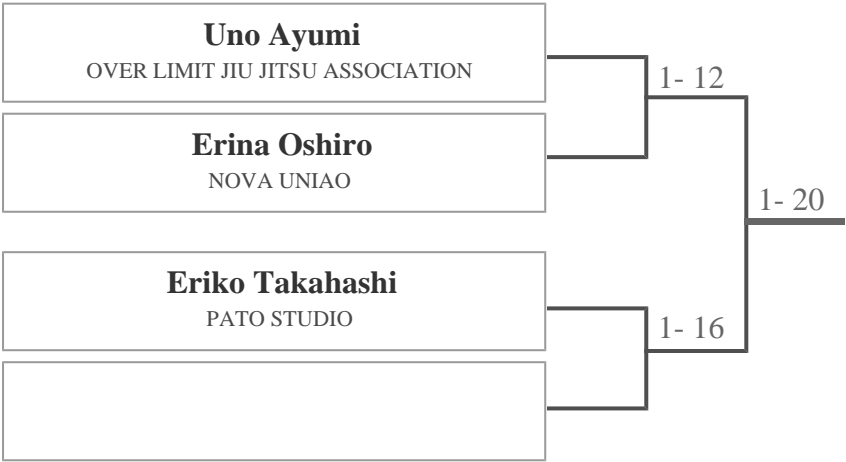 Uno Ayumi
OVER LIMIT JIU JITSU ASSOCIATION
1- 12
Erina Oshiro
NOVA UNIAO
1- 20
Eriko Takahashi
PATO STUDIO
1- 16